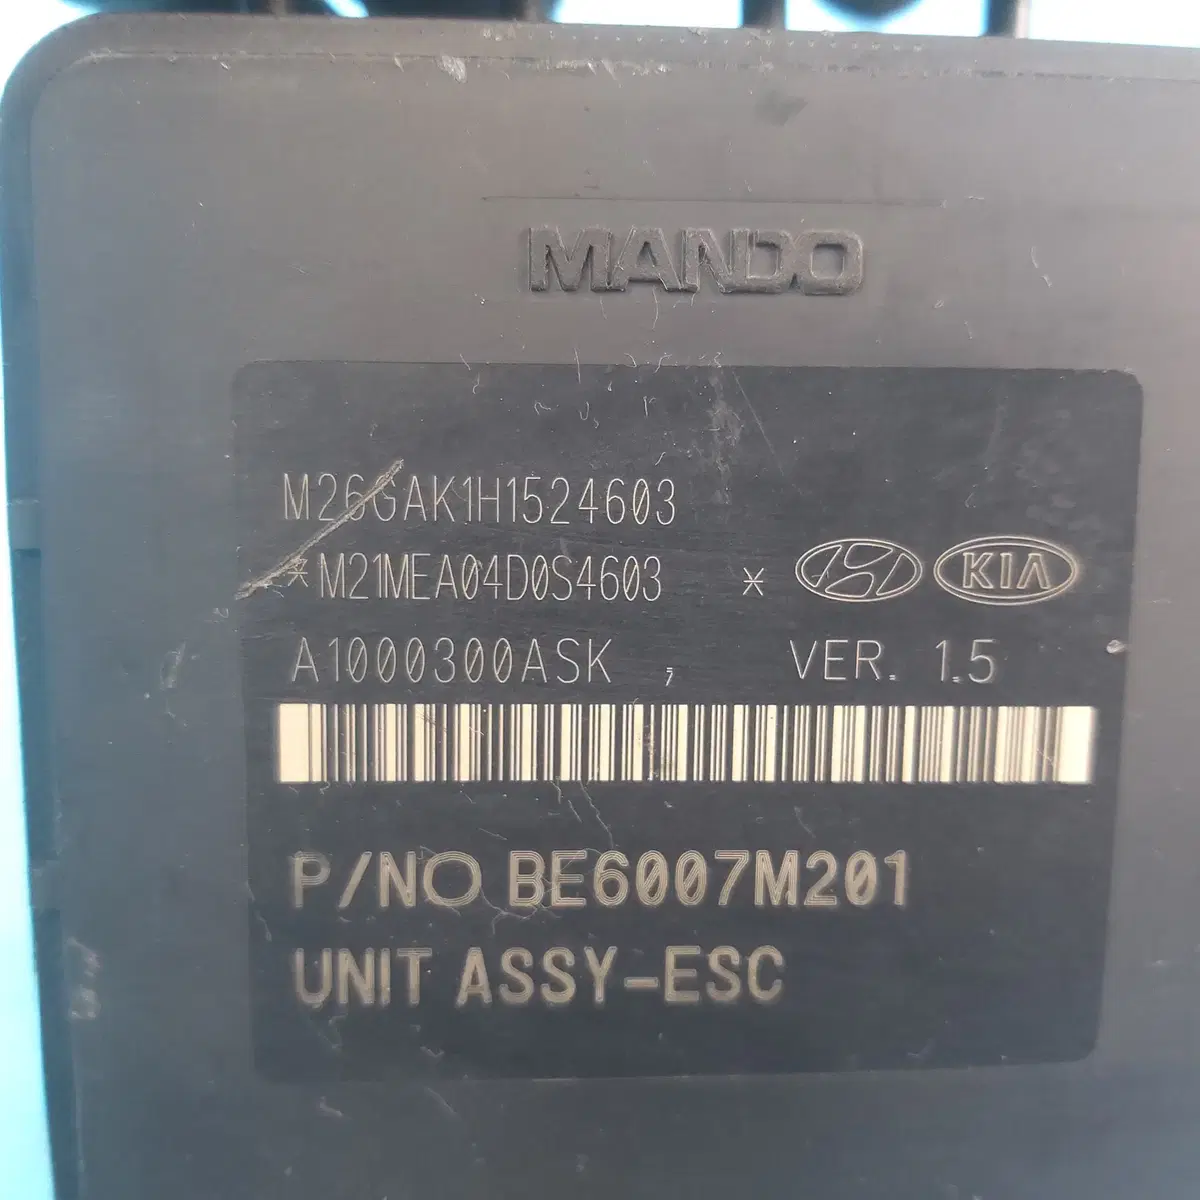 MANDO
M26GAK1H1524603
*M21MEA04D0S4603 * KIA
A1000300ASK , VER. 1.5
P/NO BE6007M201
UNIT ASSY-ESC